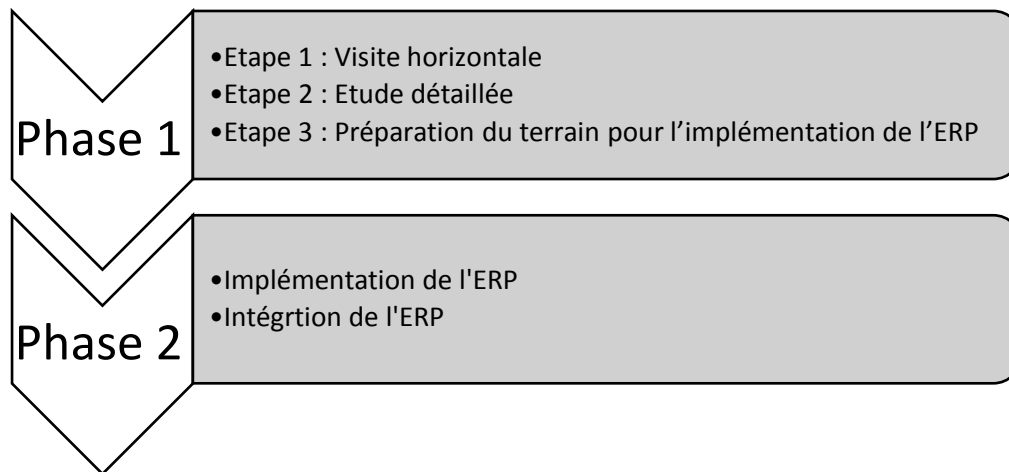 Phase 1
•Etape 1 : Visite horizontale
•Etape 2 : Etude détaillée
•Etape 3 : Préparation du terrain pour l’implémentation de l’ERP
Phase 2
•Implémentation de l'ERP
•Intégrtion de l'ERP